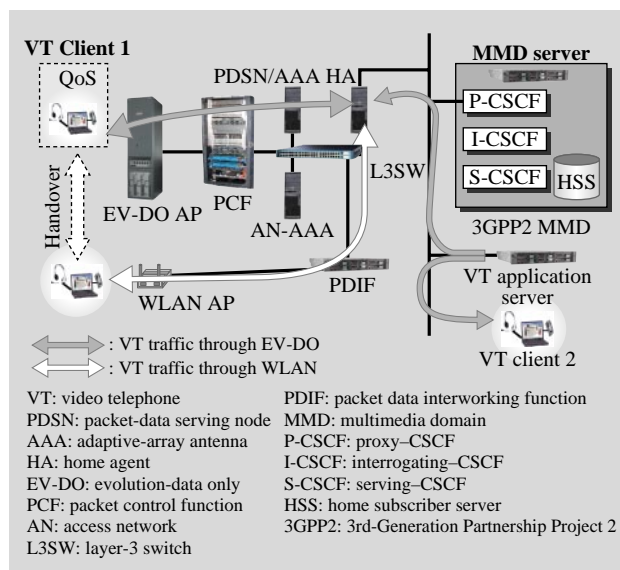 VT Client 1
QoS
Handover
EV-DO AP
PCF
PDSN/AAA HA
AN-AAA
L3SW
WLAN AP
PDIF
MMD server
P-CSCF
I-CSCF
S-CSCF
HSS
3GPP2 MMD
VT application
server
VT client 2
: VT traffic through EV-DO
: VT traffic through WLAN
VT: video telephone
PDSN: packet-data serving node
AAA: adaptive-array antenna
HA: home agent
EV-DO: evolution-data only
PCF: packet control function
AN: access network
L3SW: layer-3 switch
PDIF: packet data interworking function
MMD: multimedia domain
P-CSCF: proxy–CSCF
I-CSCF: interrogating–CSCF
S-CSCF: serving–CSCF
HSS: home subscriber server
3GPP2: 3rd-Generation Partnership Project 2